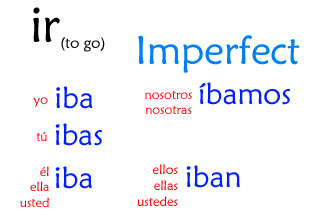 ir (to go)
Imperfect
yo iba
nosotros
nosotras
íbamos
tú ibas
él
ella
usted
iba
ellos
ellas
ustedes
iban